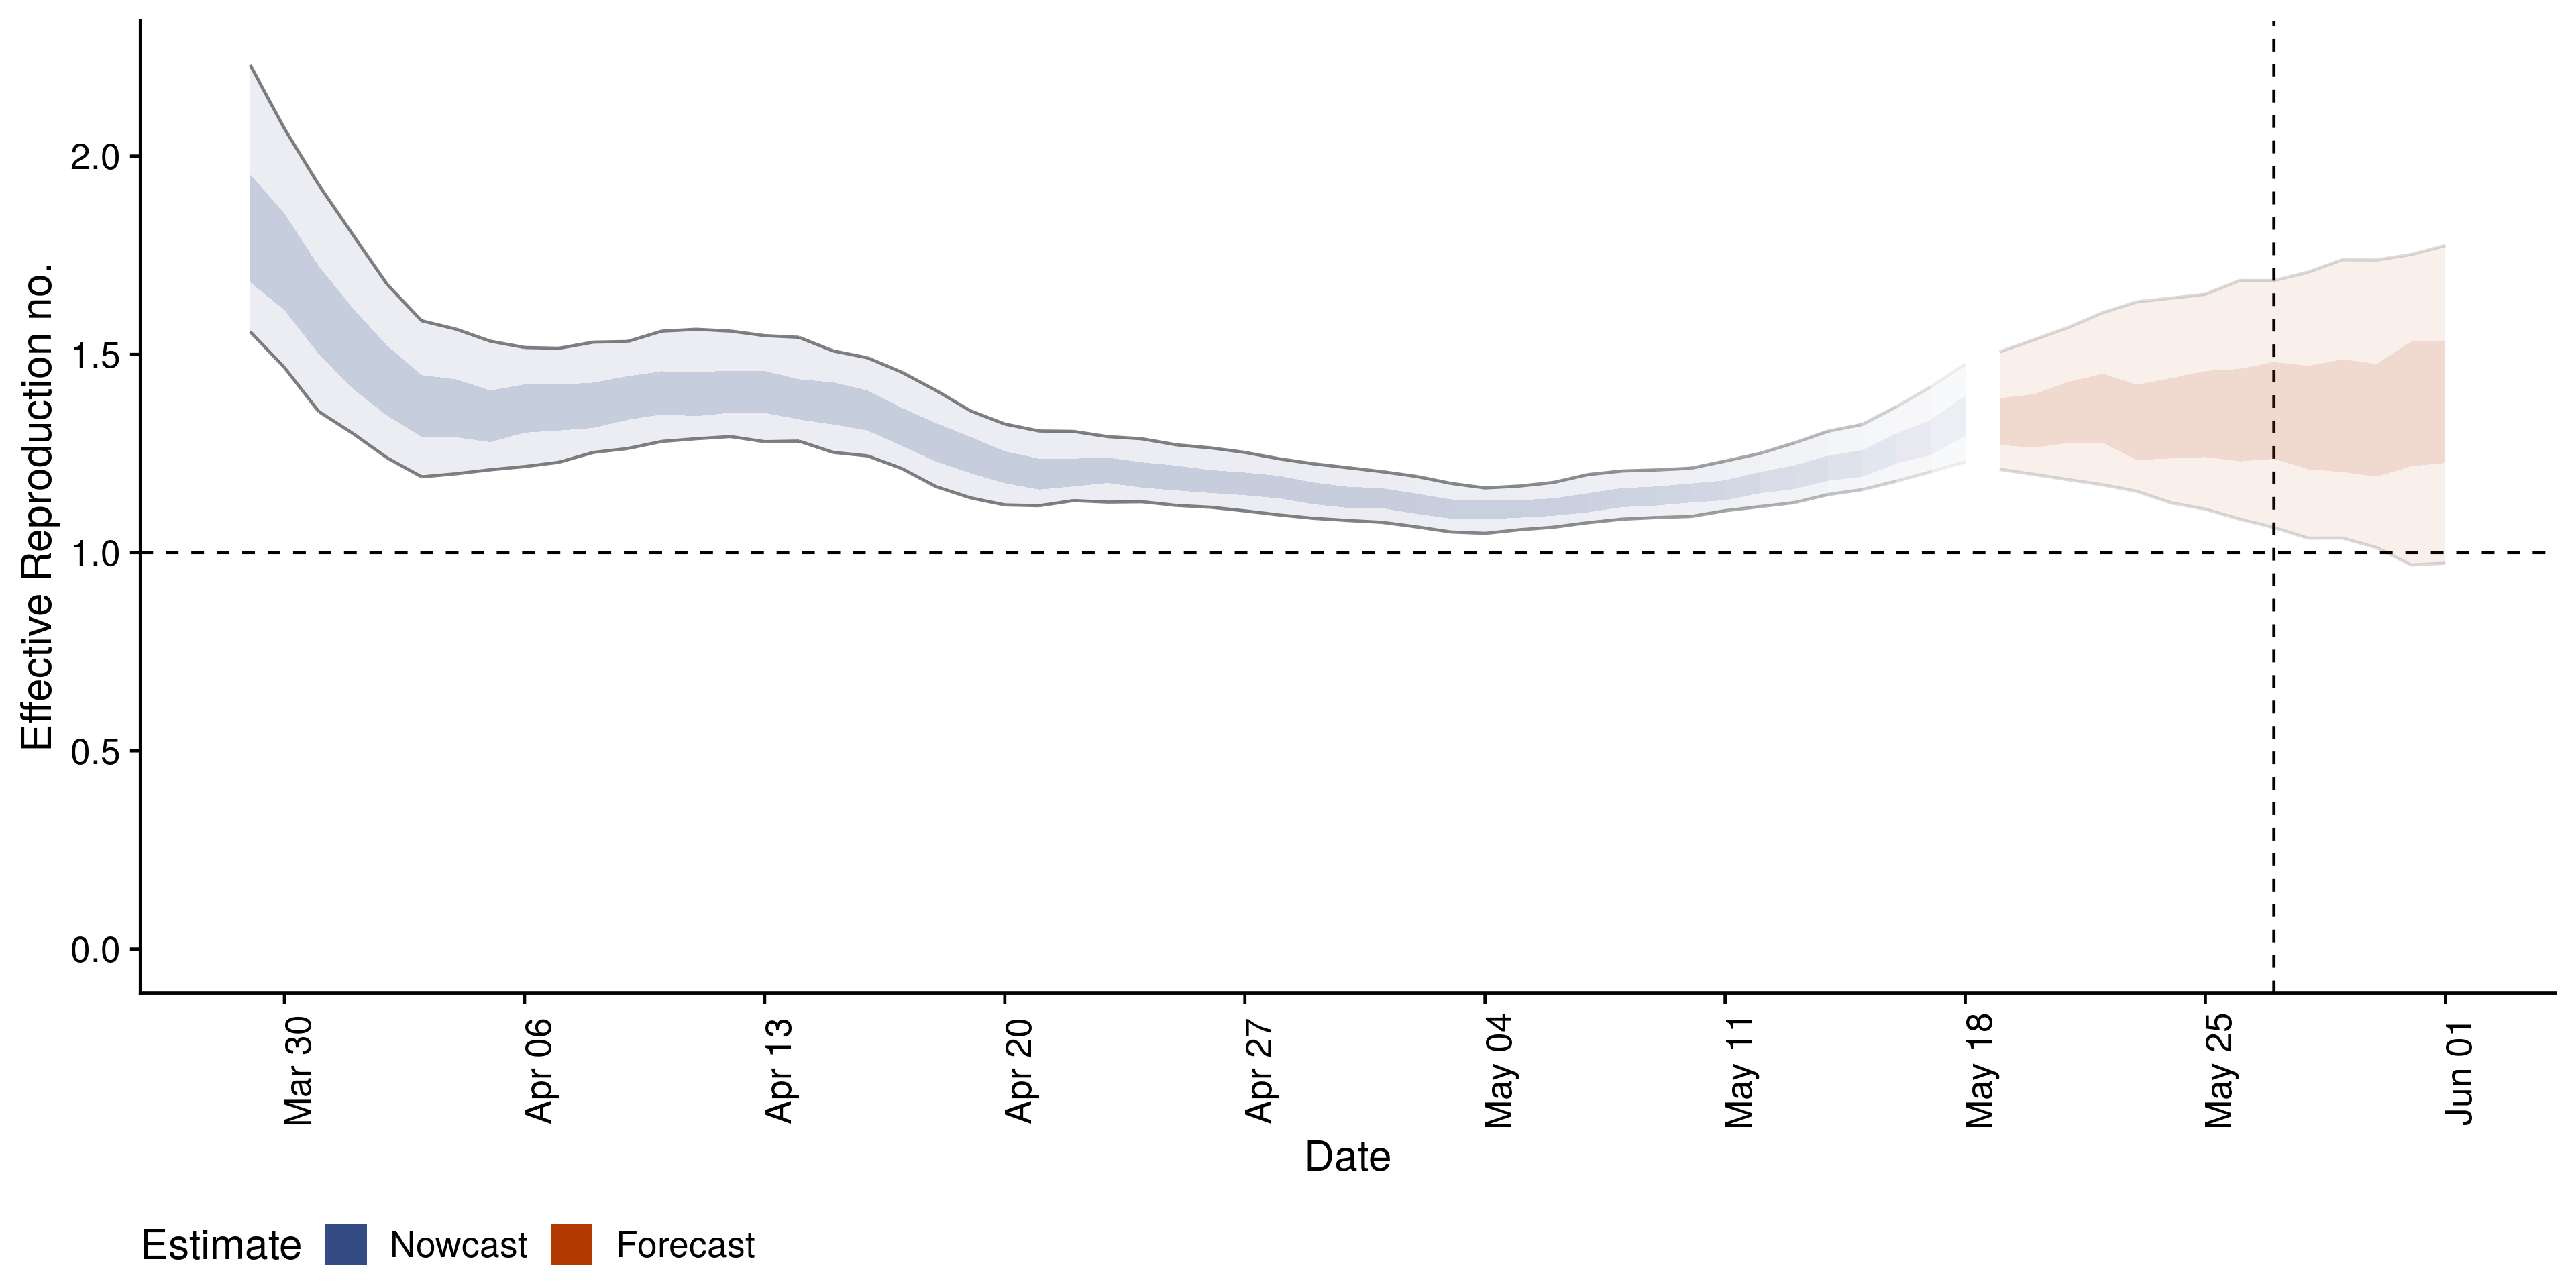 Effective Reproduction no.
2.0
1.5
1.0
0.5
0.0
Mar 30
Apr 06
Apr 13
Apr 20
Apr 27
May 04
May 11
May 18
May 25
Jun 01
Date
Estimate Nowcast Forecast